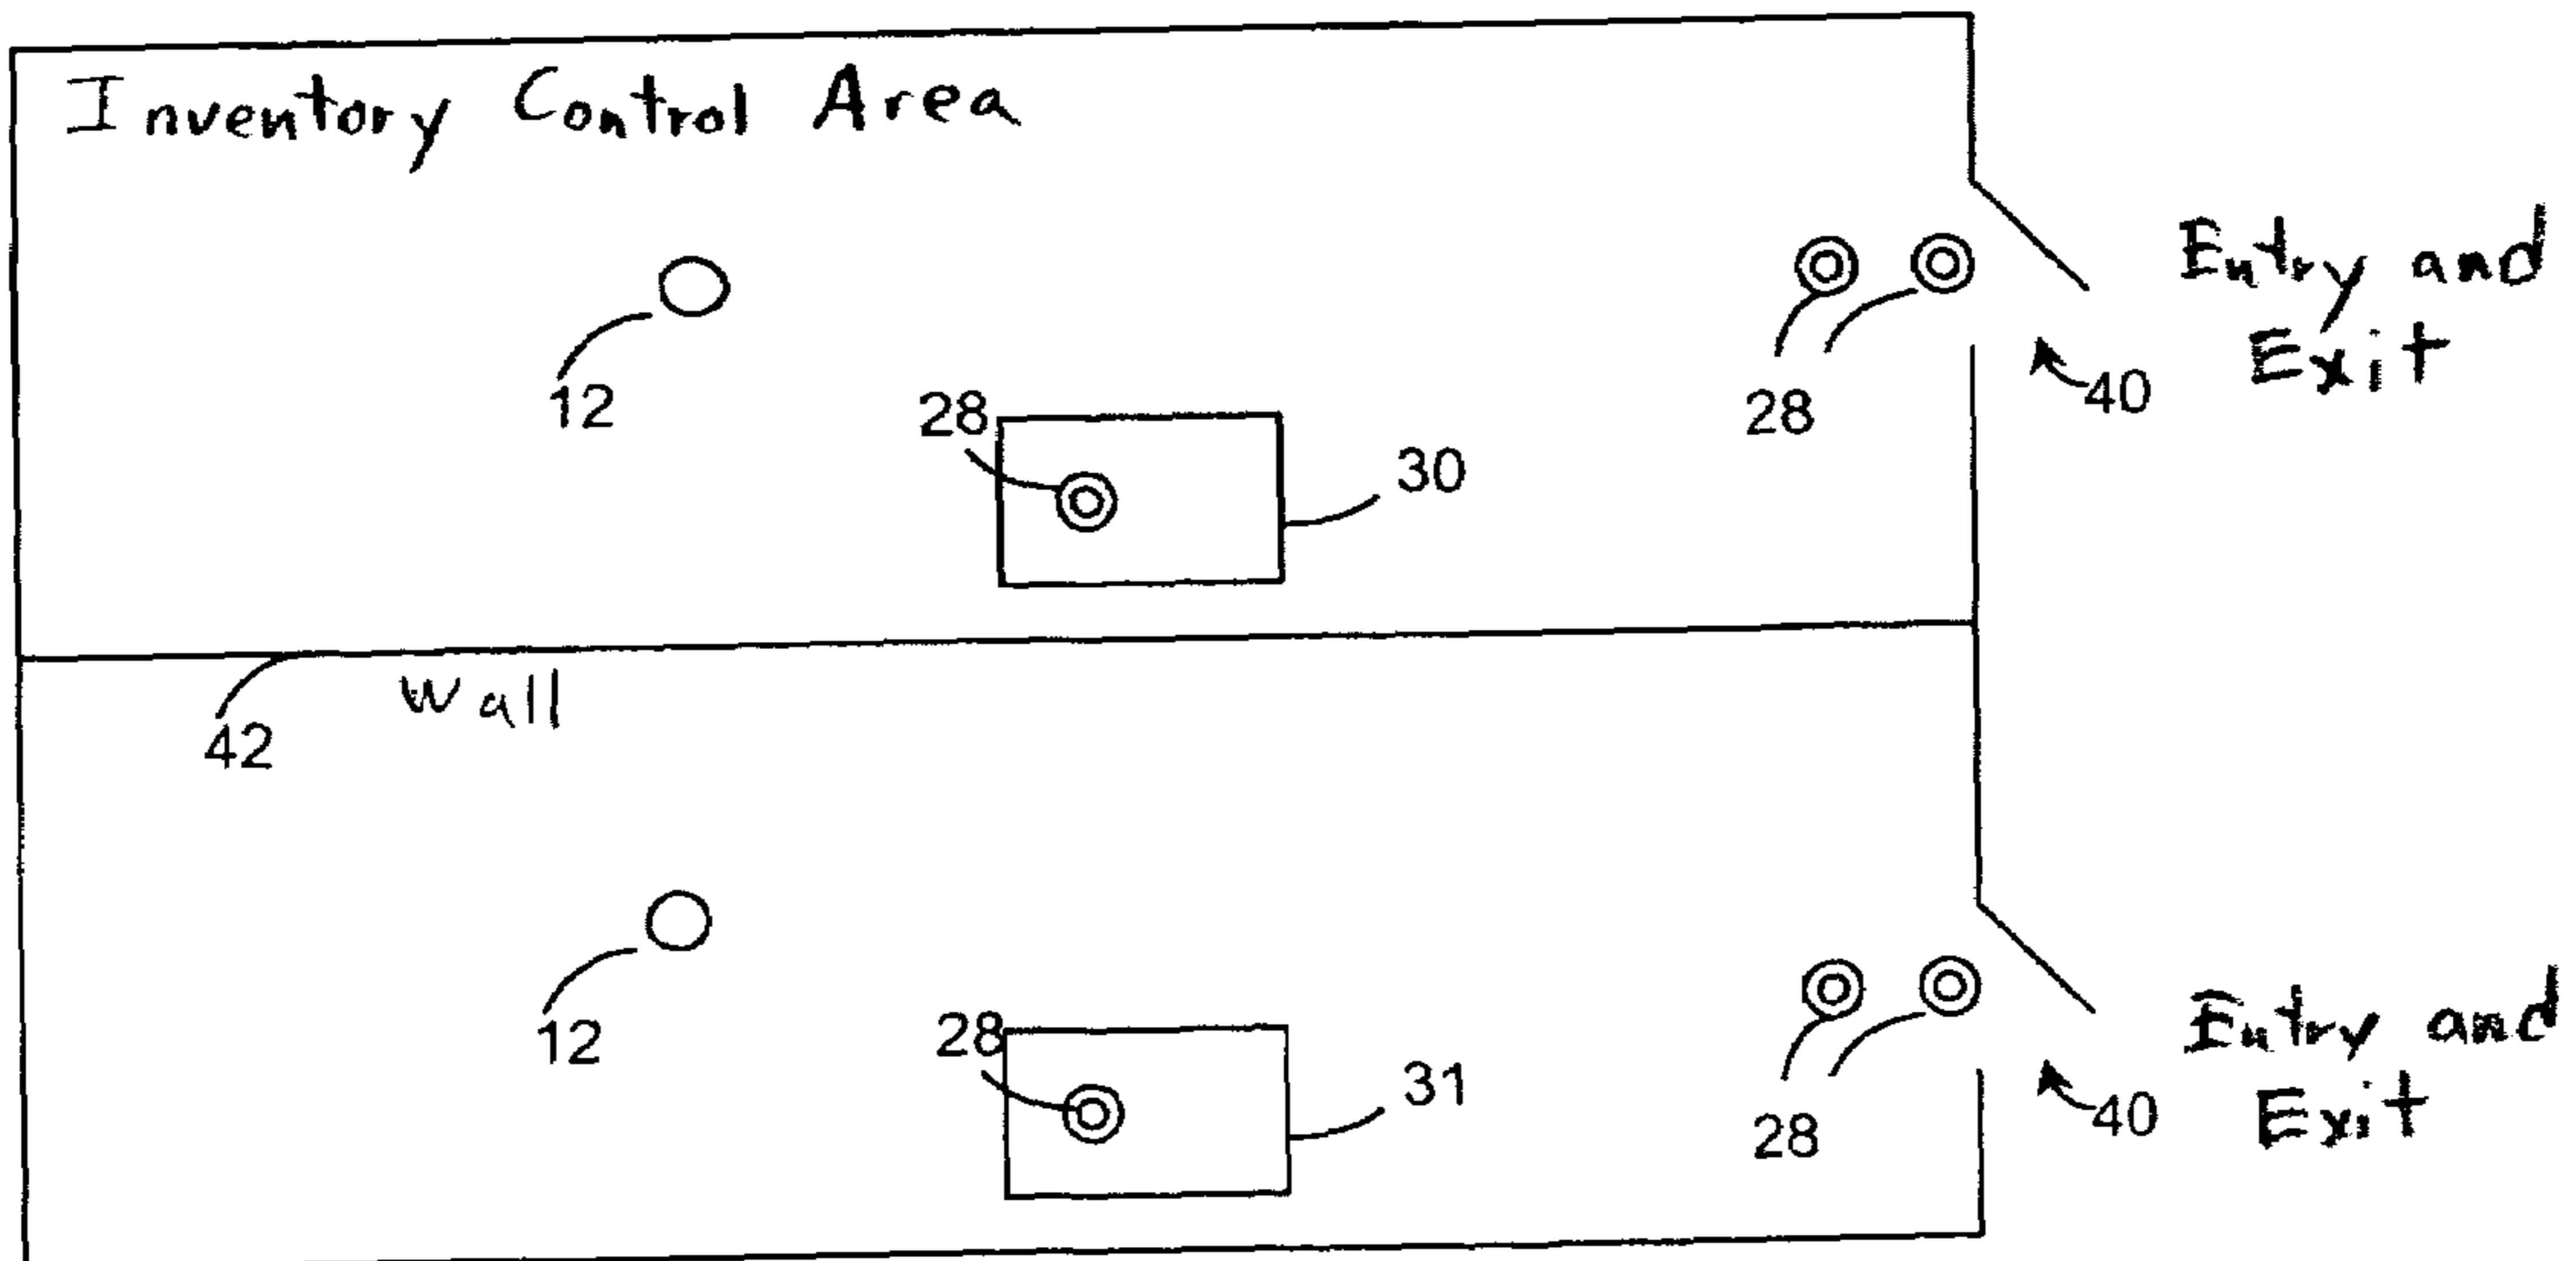 Inventory Control Area
Entry and
Exit
12
28
30
28
40
42
Wall
12
28
31
28
40
Entry and
Exit